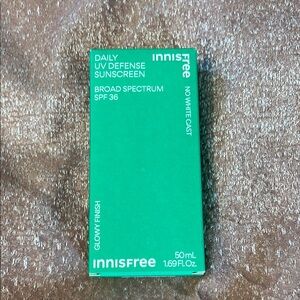 DAILY
UV DEFENSE
SUNSCREEN
BROAD SPECTRUM
SPF 36
INNISFREE
NO WHITE CAST
GLOWY FINISH
INNISFREE
50mL
1.69 Fl.Oz.